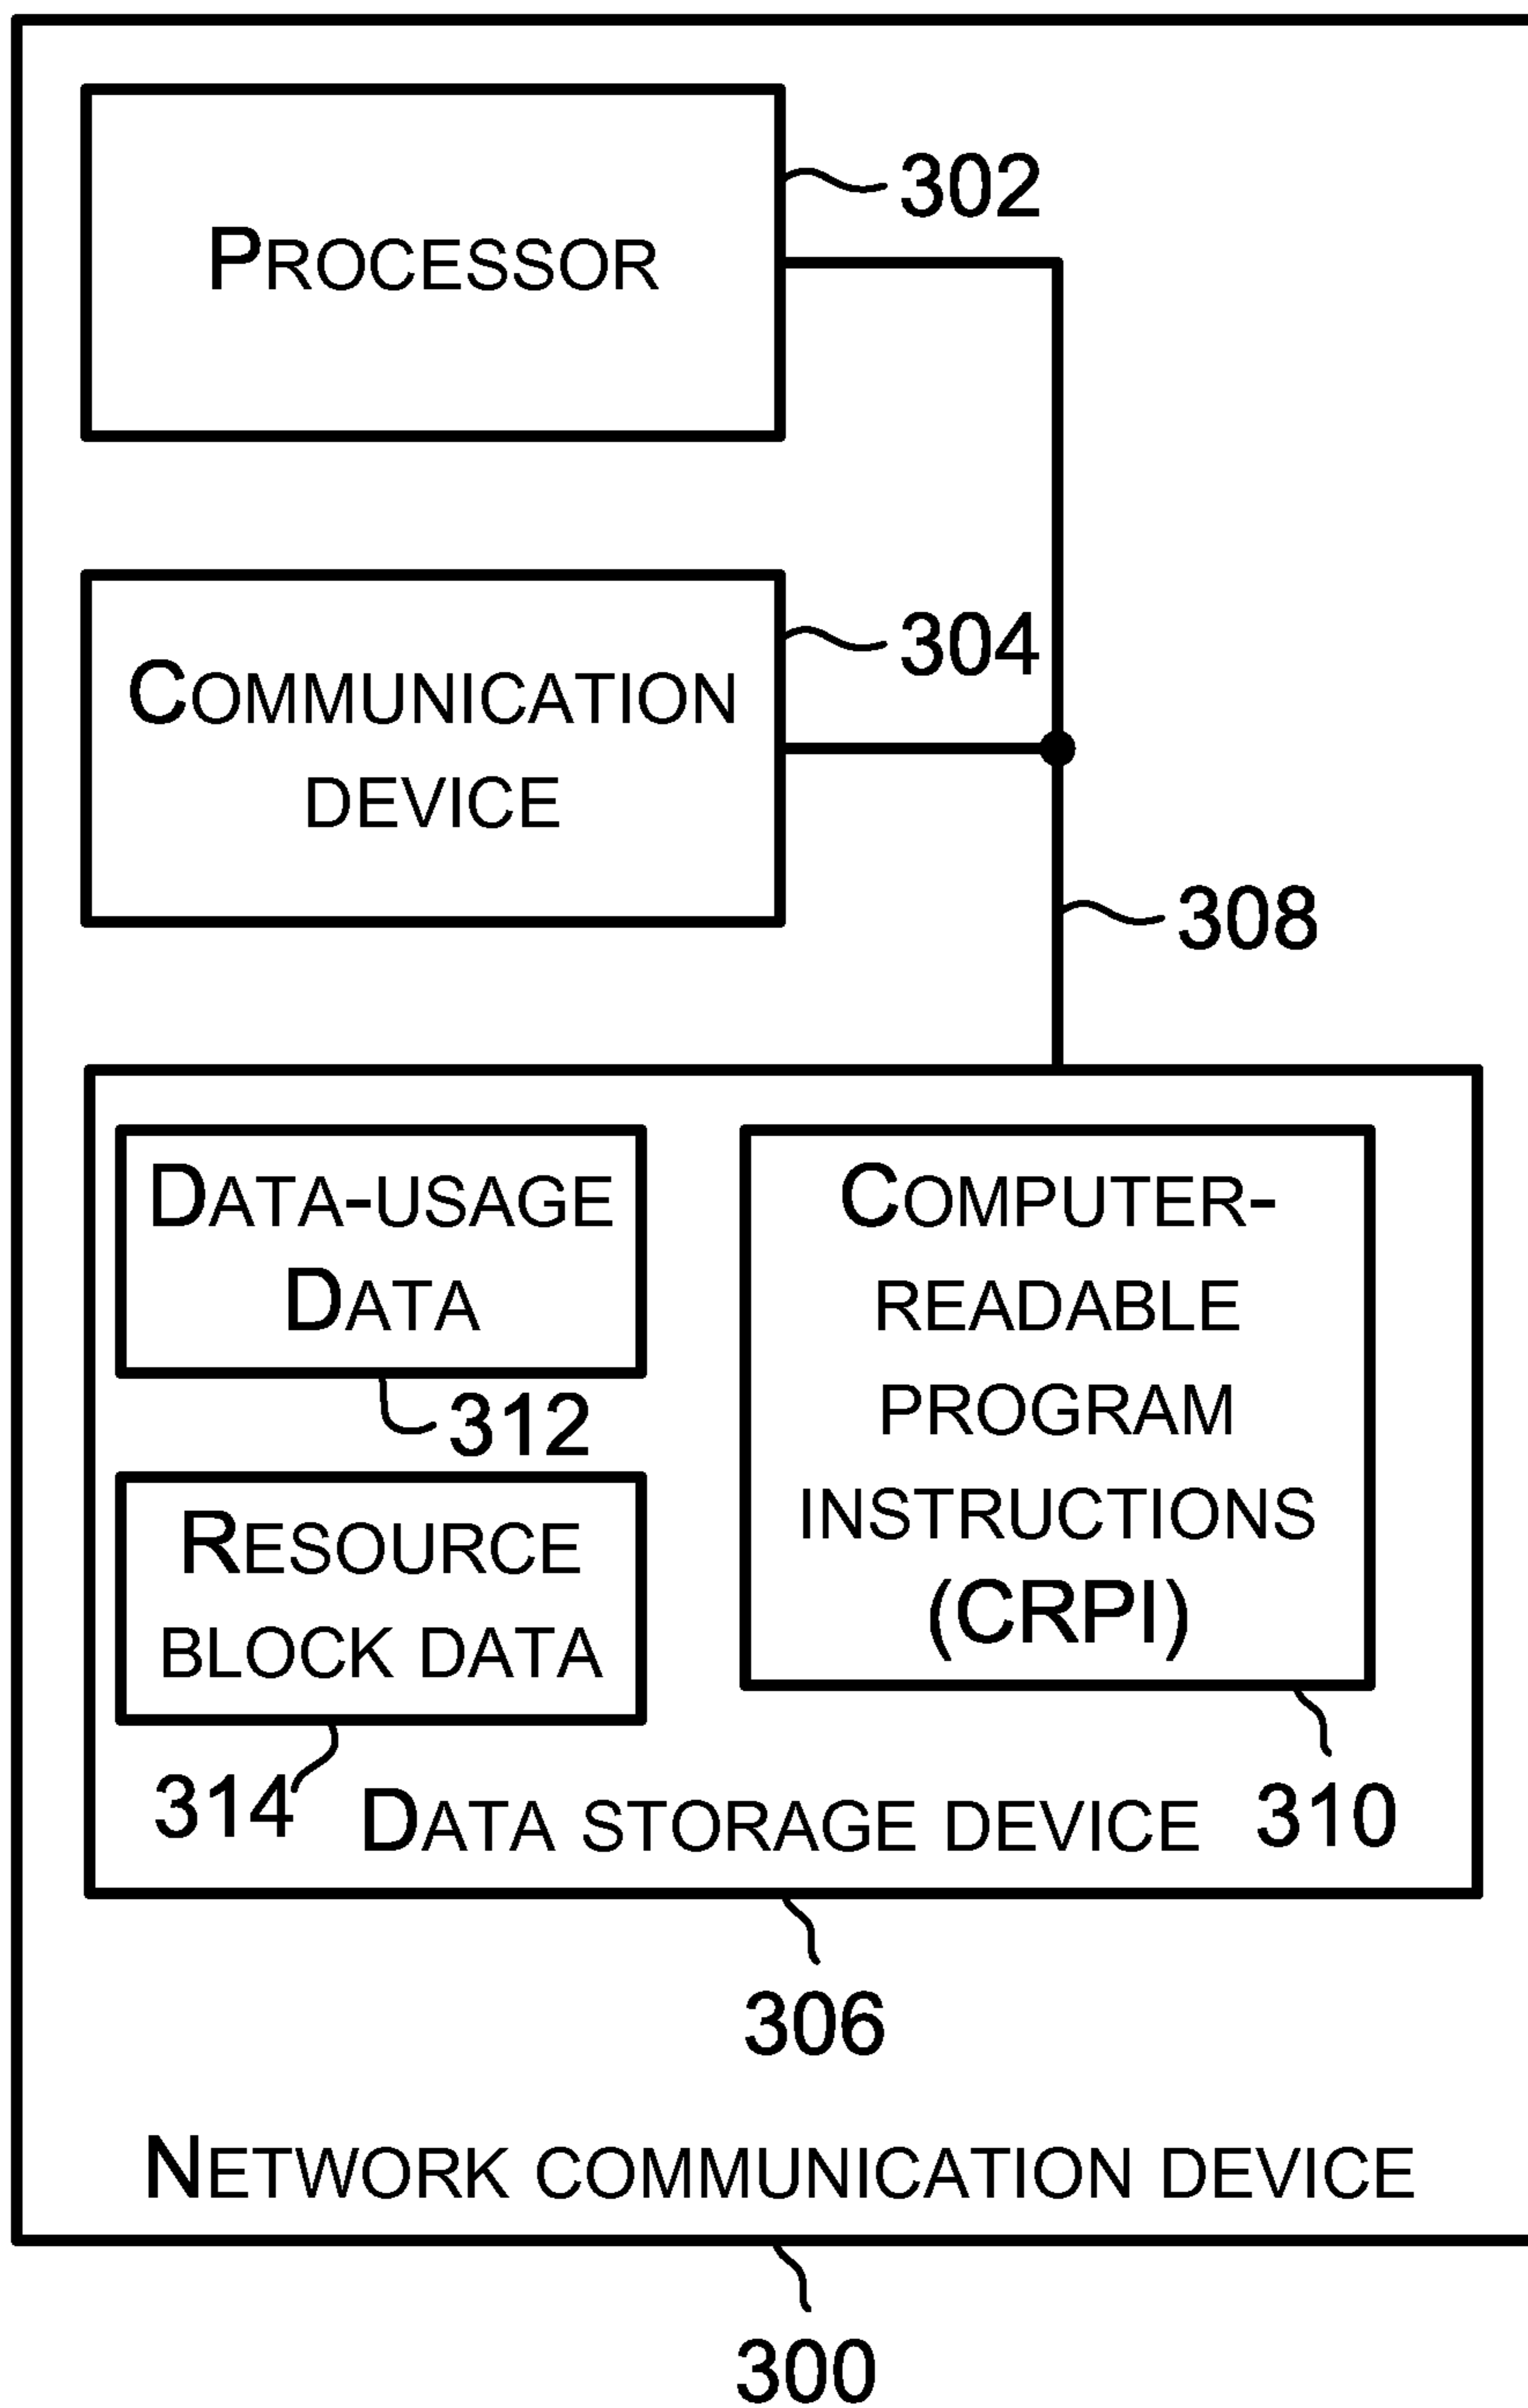 PROCESSOR
302
COMMUNICATION
DEVICE
304
308
DATA-USAGE
DATA
312
RESOURCE
BLOCK DATA
314
COMPUTER-
READABLE
PROGRAM
INSTRUCTIONS
(CRPI)
310
DATA STORAGE DEVICE
306
NETWORK COMMUNICATION DEVICE
300